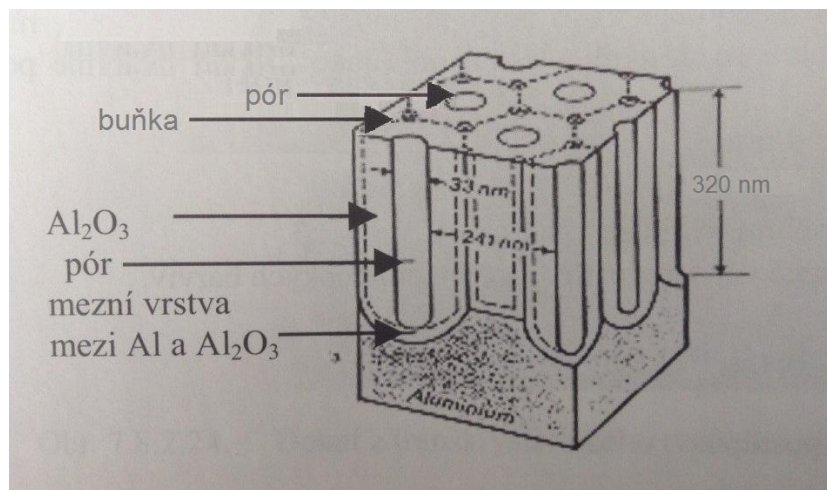 pór
buňka
33 nm
320 nm
Al₂O₃
241 nm
pór
mezní vrstva
mezi Al a Al₂O₃
Aluminium